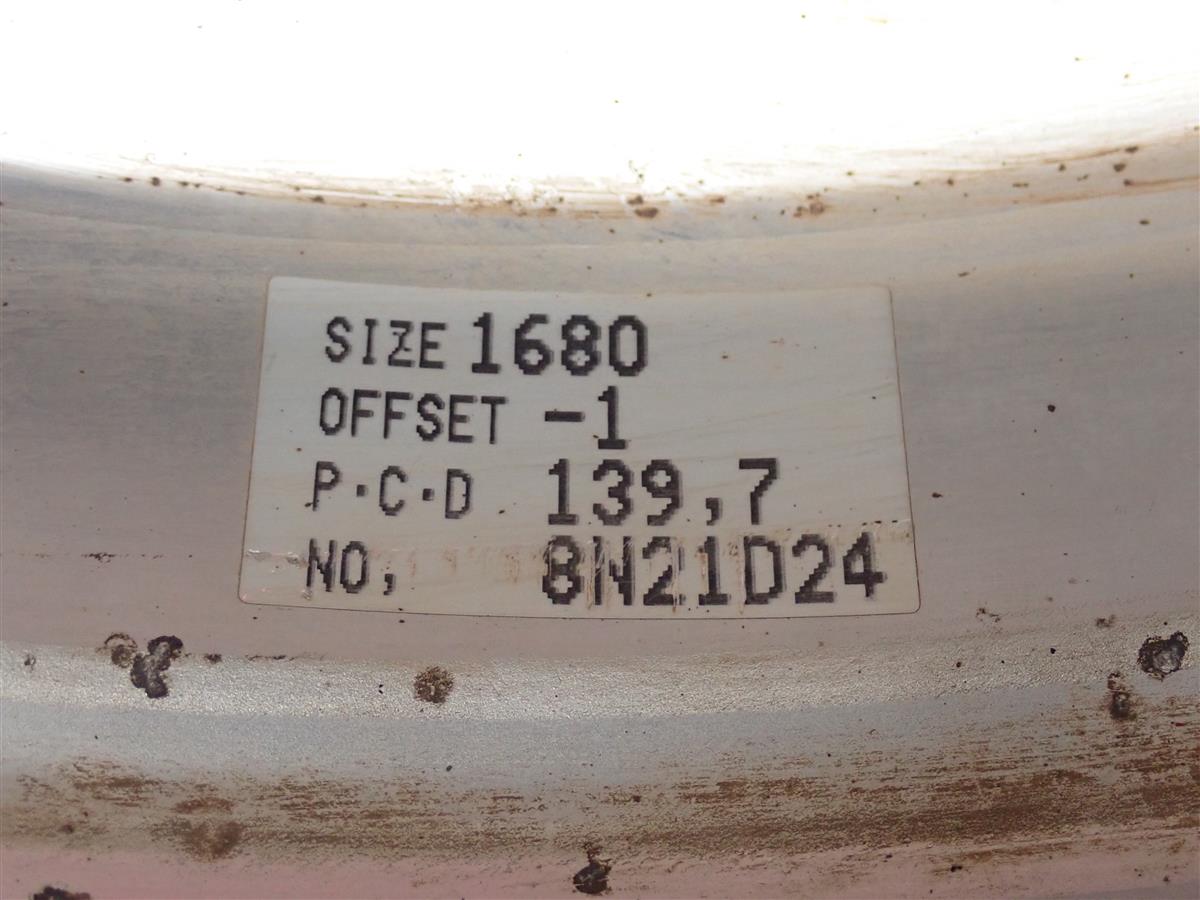 SIZE 1680
OFFSET -1
P·C·D 139,7
NO, 8N21D24